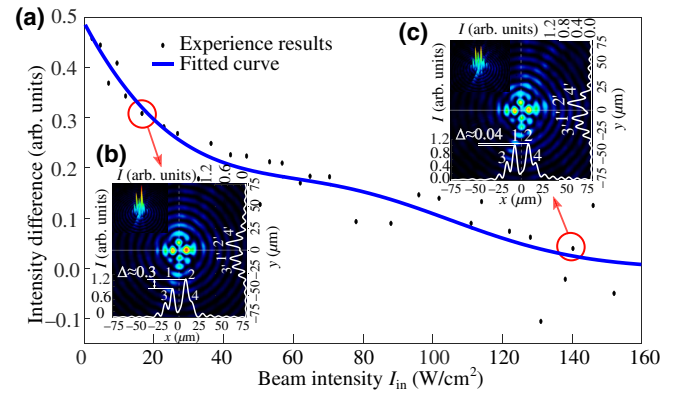 (a)
Experience results
Fitted curve
Intensity difference (arb. units)
0.5
0.4
0.3
0.2
0.1
0.0
−0.1
0
20
40
60
80
100
120
140
160
Beam intensity Iin (W/cm²)
(b)
I (arb. units)
1.2
0.6
0.0
I (arb. units)
1.2
0.6
0
Δ≈0.3
1
2
3
4
3' 1' 2' 4'
−75 −50 −25 0 25 50 75
x (μm)
75
50
25
0
−25
−50
−75
y (μm)
(c)
I (arb. units)
1.2
0.8
0.4
0.0
I (arb. units)
1.2
0.8
0.4
0.0
Δ≈0.04
1
2
3
4
3' 1' 2' 4'
−75 −50 −25 0 25 50 75
x (μm)
75
50
25
0
−25
−50
−75
y (μm)